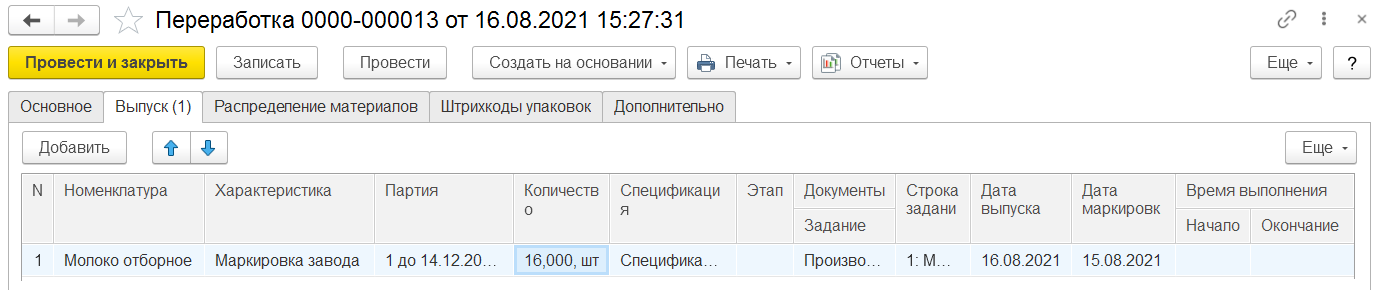 Переработка 0000-000013 от 16.08.2021 15:27:31
Провести и закрыть Записать Провести Создать на основании Печать Отчеты Еще ?
Основное Выпуск (1) Распределение материалов Штрихкоды упаковок Дополнительно
Добавить Еще
N Номенклатура Характеристика Партия Количеств Спецификаци Этап Документы Строка Дата Дата Время выполнения
о я задани выпуска маркировк
Задание Начало Окончание
1 Молоко отборное Маркировка завода 1 до 14.12.20... 16,000, шт Специфика... Произво... 1: М... 16.08.2021 15.08.2021